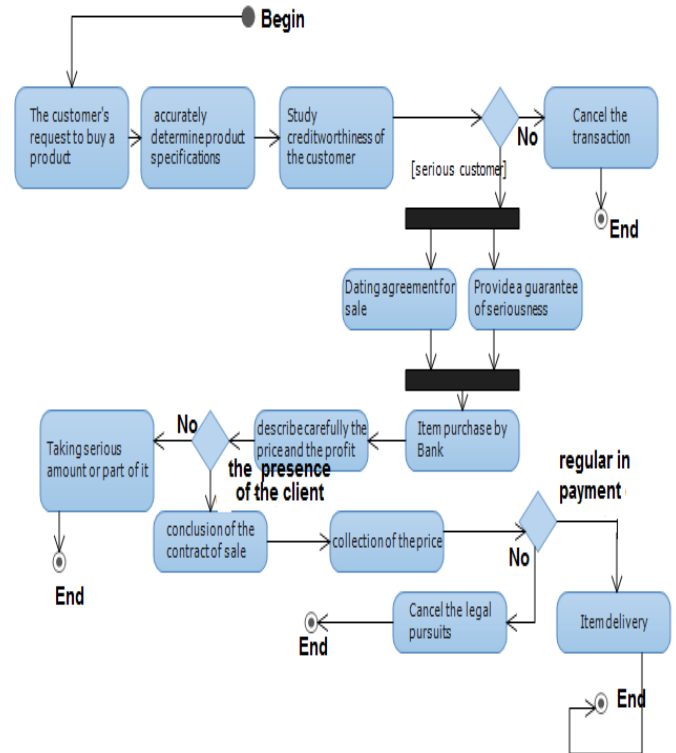 Begin
The customer's
request to buy a
product
accurately
determine product
specifications
Study
creditworthiness of
the customer
No
Cancel the
transaction
[serious customer]
End
Dating agreement for
sale
Provide a guarantee
of seriousness
Item purchase by
Bank
describe carefully the
price and the profit
No
Taking serious
amount or part of it
End
the presence
of the client
conclusion of the
contract of sale
collection of the price
regular in
payment
No
Cancel the legal
pursuits
End
Item delivery
End